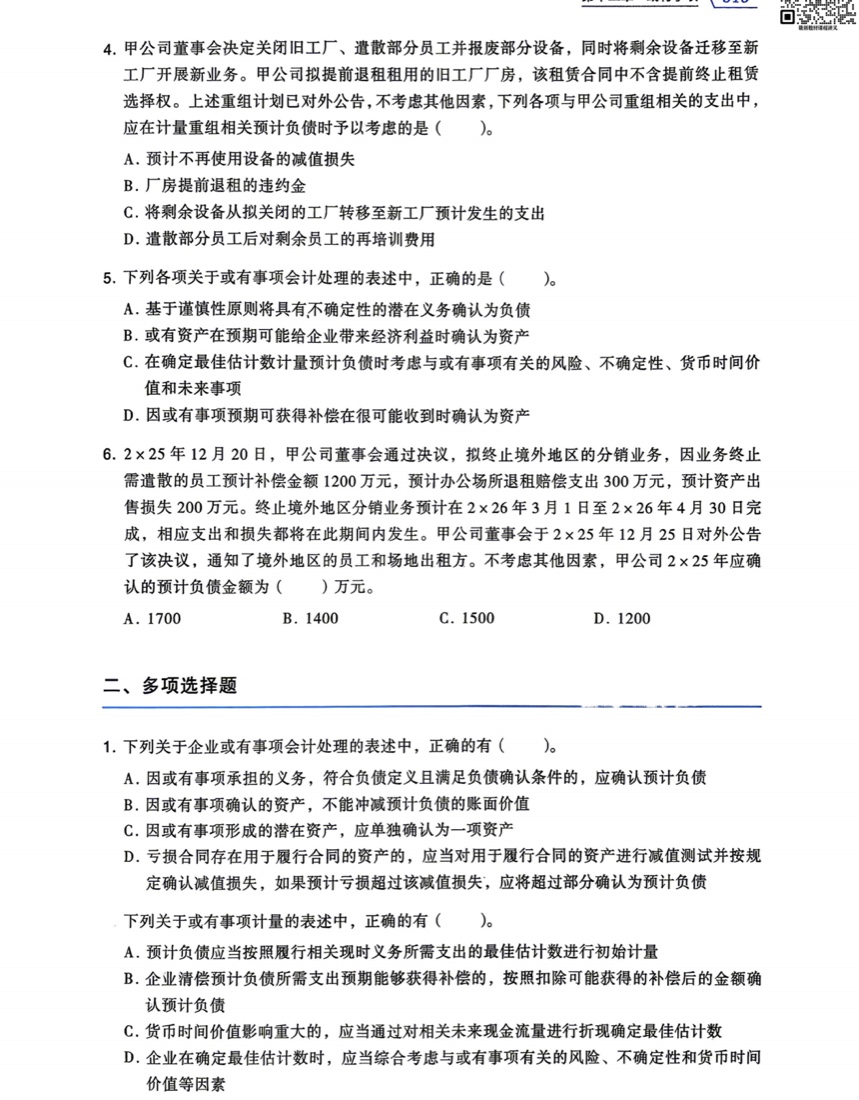 4. 甲公司董事会决定关闭旧工厂、遣散部分员工并报废部分设备，同时将剩余设备迁移至新
工厂开展新业务。甲公司拟提前退租租用的旧工厂厂房，该租赁合同中不含提前终止租赁
选择权。上述重组计划已对外公告，不考虑其他因素，下列各项与甲公司重组相关的支出中，
应在计量重组相关预计负债时予以考虑的是（　　）。
A. 预计不再使用设备的减值损失
B. 厂房提前退租的违约金
C. 将剩余设备从拟关闭的工厂转移至新工厂预计发生的支出
D. 遣散部分员工后对剩余员工的再培训费用
5. 下列各项关于或有事项会计处理的表述中，正确的是（　　）。
A. 基于谨慎性原则将具有不确定性的潜在义务确认为负债
B. 或有资产在预期可能给企业带来经济利益时确认为资产
C. 在确定最佳估计数计量预计负债时考虑与或有事项有关的风险、不确定性、货币时间价
值和未来事项
D. 因或有事项预期可获得补偿在很可能收到时确认为资产
6. 2×25 年 12 月 20 日，甲公司董事会通过决议，拟终止境外地区的分销业务，因业务终止
需遣散的员工预计补偿金额 1200 万元，预计办公场所退租赔偿支出 300 万元，预计资产出
售损失 200 万元。终止境外地区分销业务预计在 2×26 年 3 月 1 日至 2×26 年 4 月 30 日完
成，相应支出和损失都将在此期间内发生。甲公司董事会于 2×25 年 12 月 25 日对外公告
了该决议，通知了境外地区的员工和场地出租方。不考虑其他因素，甲公司 2×25 年应确
认的预计负债金额为（　　）万元。
A. 1700　B. 1400　C. 1500　D. 1200
二、多项选择题
1. 下列关于企业或有事项会计处理的表述中，正确的有（　　）。
A. 因或有事项承担的义务，符合负债定义且满足负债确认条件的，应确认预计负债
B. 因或有事项确认的资产，不能冲减预计负债的账面价值
C. 因或有事项形成的潜在资产，应单独确认为一项资产
D. 亏损合同存在用于履行合同的资产的，应当对用于履行合同的资产进行减值测试并按规
定确认减值损失，如果预计亏损超过该减值损失，应将超过部分确认为预计负债
下列关于或有事项计量的表述中，正确的有（　　）。
A. 预计负债应当按照履行相关现时义务所需支出的最佳估计数进行初始计量
B. 企业清偿预计负债所需支出预期能够获得补偿的，按照扣除可能获得的补偿后的金额确
认预计负债
C. 货币时间价值影响重大的，应当通过对相关未来现金流量进行折现确定最佳估计数
D. 企业在确定最佳估计数时，应当综合考虑与或有事项有关的风险、不确定性和货币时间
价值等因素